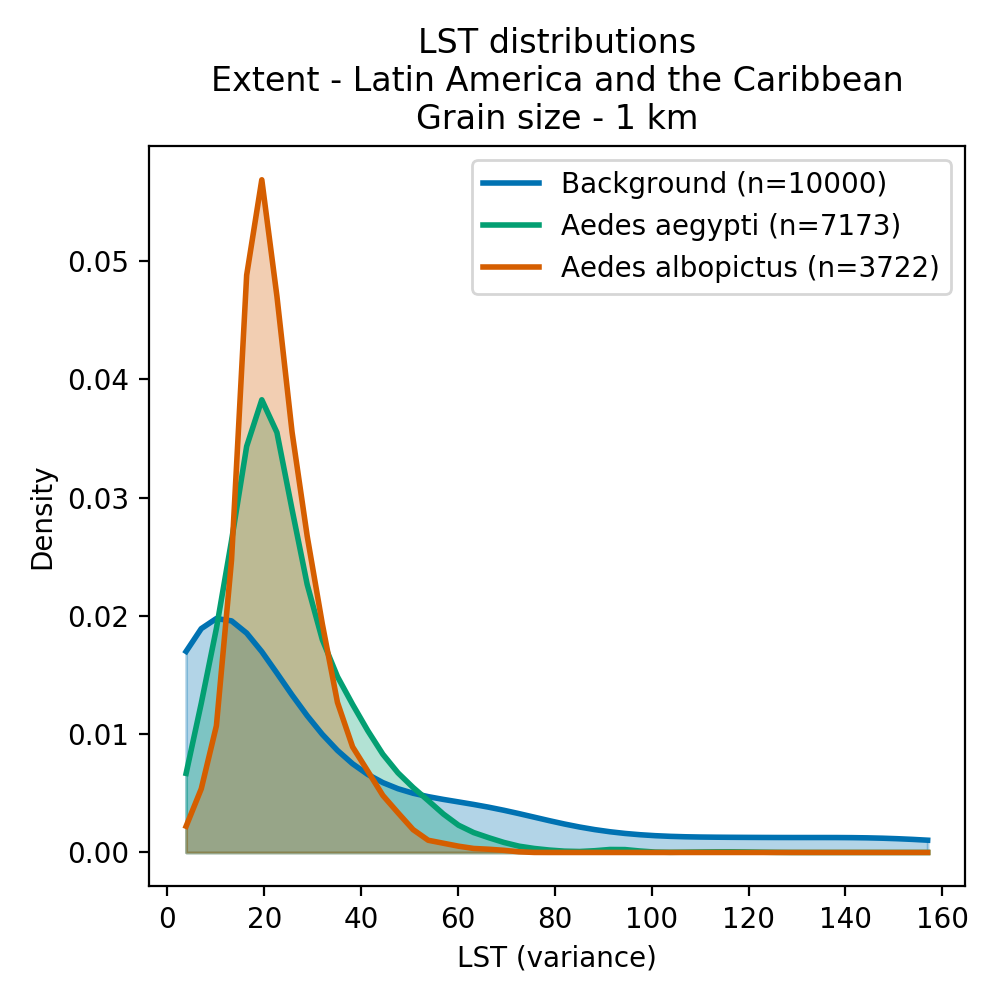 LST distributions
Extent - Latin America and the Caribbean
Grain size - 1 km
Background (n=10000)
Aedes aegypti (n=7173)
Aedes albopictus (n=3722)
Density
0.05
0.04
0.03
0.02
0.01
0.00
0 20 40 60 80 100 120 140 160
LST (variance)